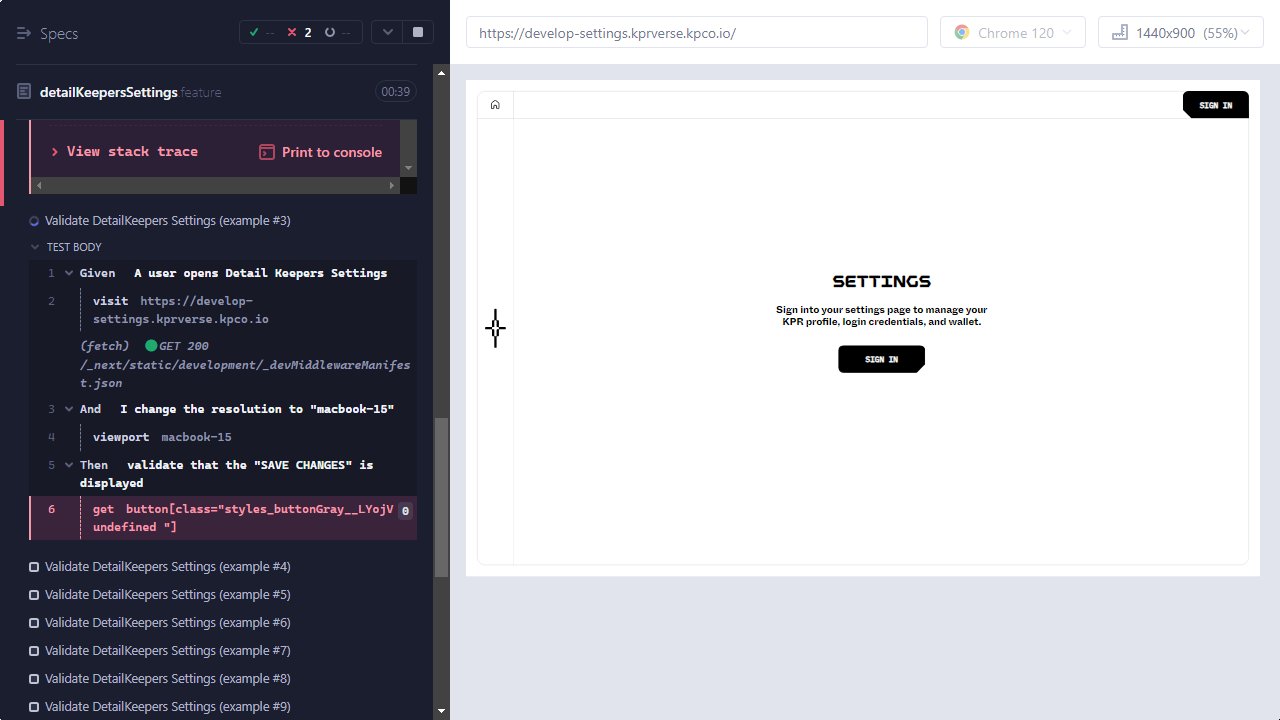 Specs
-- 2 --
detailKeepersSettings feature
00:39
View stack trace
Print to console
Validate DetailKeepers Settings (example #3)
TEST BODY
1 Given A user opens Detail Keepers Settings
2 visit https://develop-
settings.kprverse.kpco.io
(fetch) GET 200
/_next/static/development/_devMiddlewareManifes
t.json
3 And I change the resolution to "macbook-15"
4 viewport macbook-15
5 Then validate that the "SAVE CHANGES" is
displayed
6 get button[class="styles_buttonGray__LYojV 0
undefined "]
Validate DetailKeepers Settings (example #4)
Validate DetailKeepers Settings (example #5)
Validate DetailKeepers Settings (example #6)
Validate DetailKeepers Settings (example #7)
Validate DetailKeepers Settings (example #8)
Validate DetailKeepers Settings (example #9)
https://develop-settings.kprverse.kpco.io/
Chrome 120
1440x900 (55%)
SIGN IN
SETTINGS
Sign into your settings page to manage your
KPR profile, login credentials, and wallet.
SIGN IN